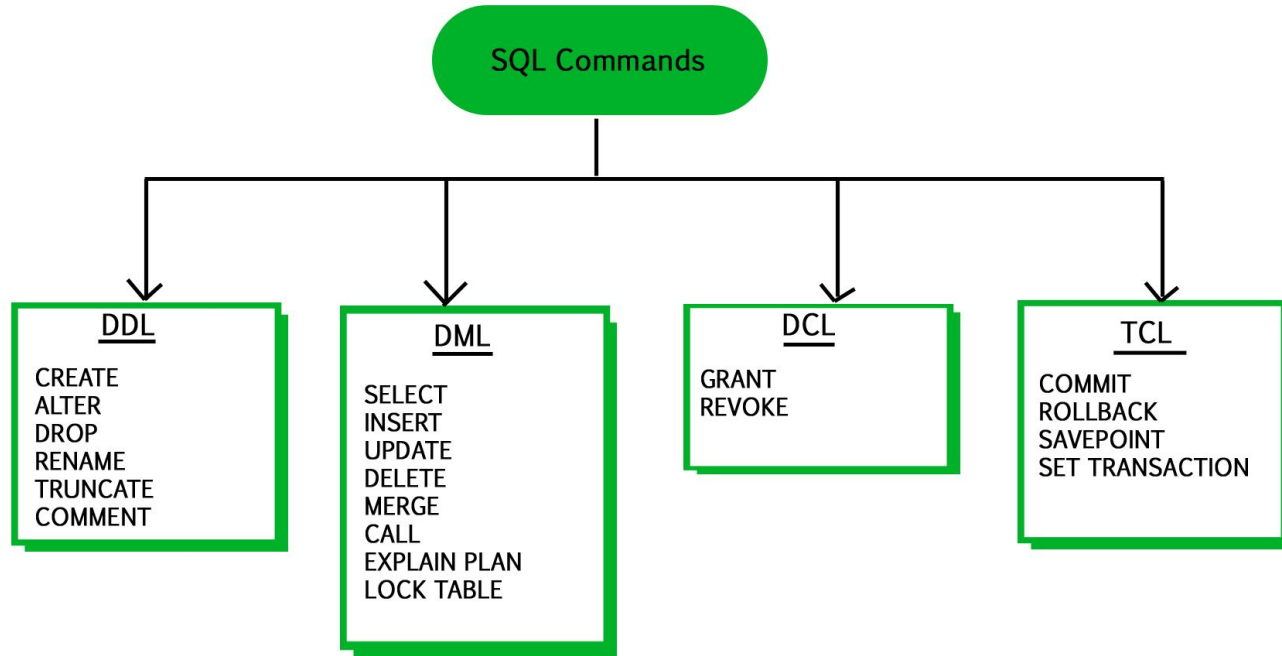 SQL Commands
DDL
CREATE
ALTER
DROP
RENAME
TRUNCATE
COMMENT
DML
SELECT
INSERT
UPDATE
DELETE
MERGE
CALL
EXPLAIN PLAN
LOCK TABLE
DCL
GRANT
REVOKE
TCL
COMMIT
ROLLBACK
SAVEPOINT
SET TRANSACTION